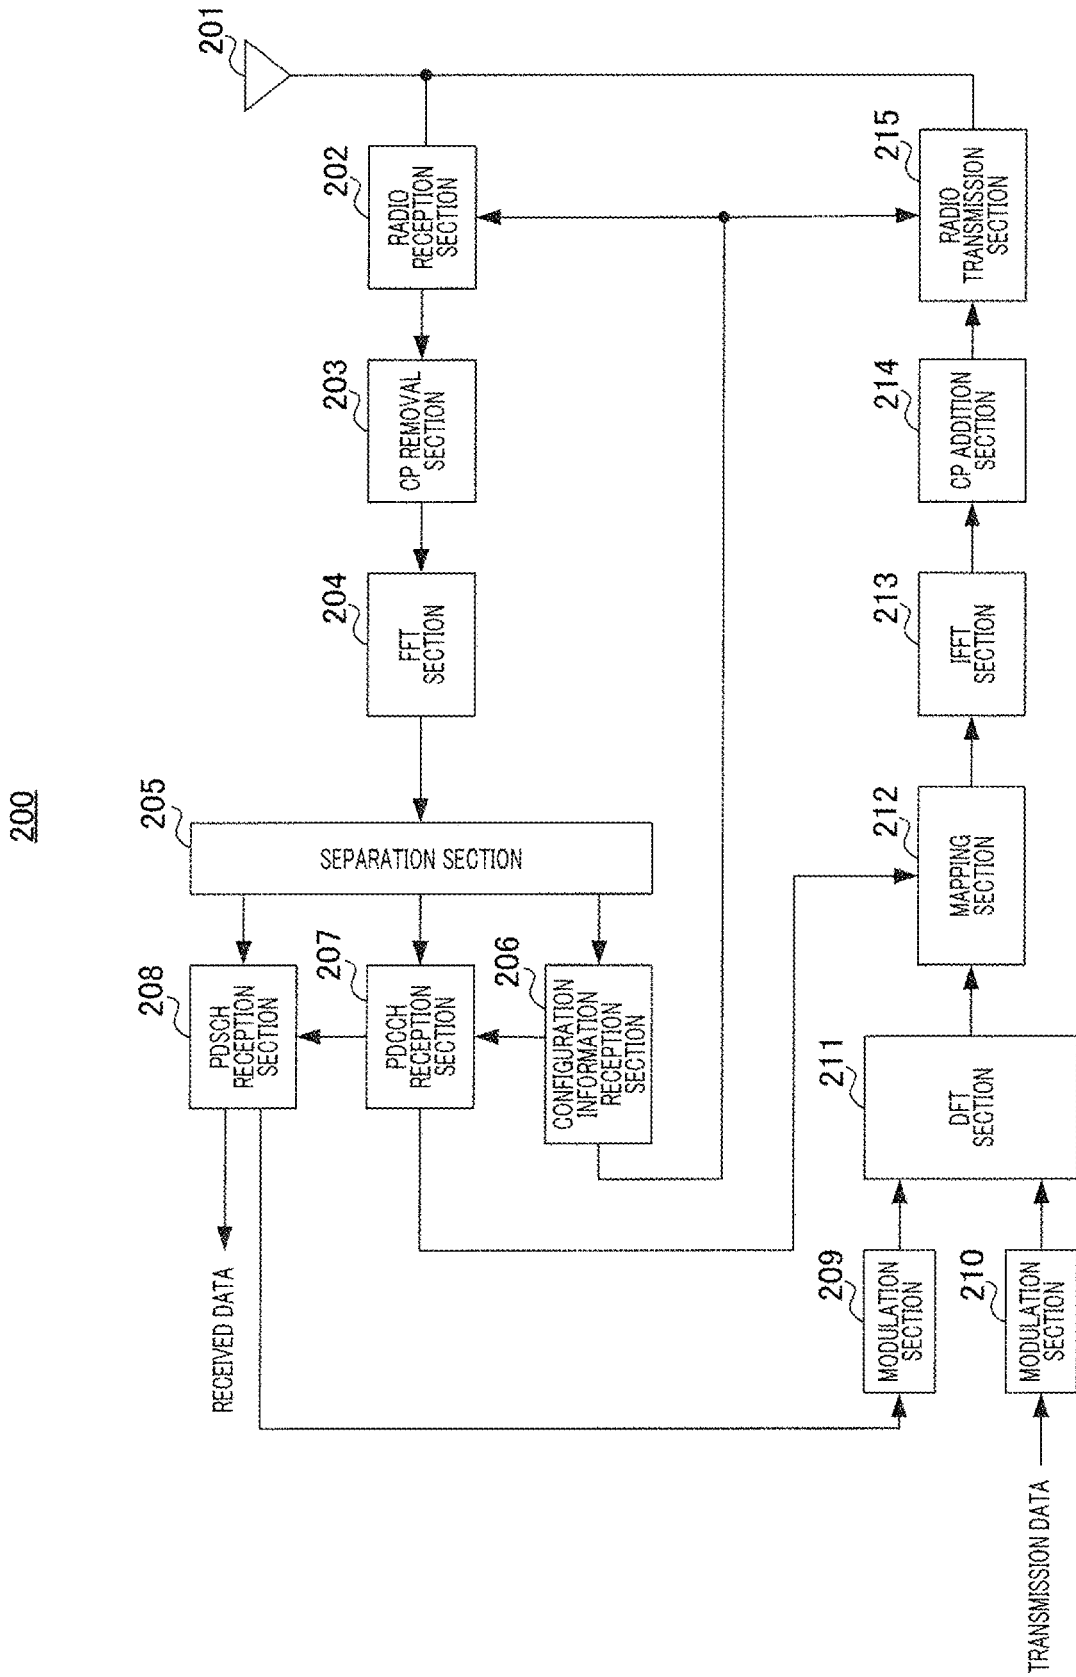 200
201
202
RADIO
RECEPTION
SECTION
203
CP REMOVAL
SECTION
204
FFT
SECTION
205
SEPARATION SECTION
208
PDSCH
RECEPTION
SECTION
207
PDCCH
RECEPTION
SECTION
206
CONFIGURATION
INFORMATION
RECEPTION
SECTION
RECEIVED DATA
215
RADIO
TRANSMISSION
SECTION
214
CP ADDITION
SECTION
213
IFFT
SECTION
212
MAPPING
SECTION
211
DFT
SECTION
209
MODULATION
SECTION
210
MODULATION
SECTION
TRANSMISSION DATA